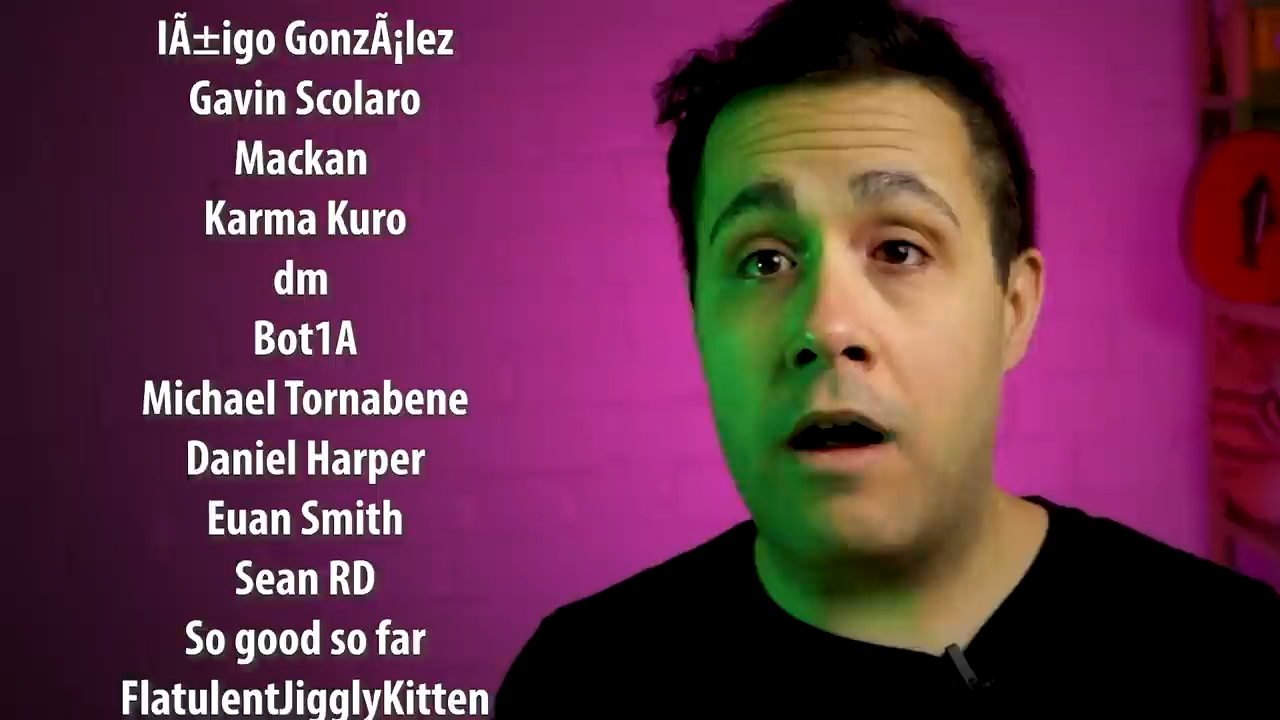 IÃ±igo GonzÃ¡lez
Gavin Scolaro
Mackan
Karma Kuro
dm
Bot1A
Michael Tornabene
Daniel Harper
Euan Smith
Sean RD
So good so far
FlatulentJigglyKitten